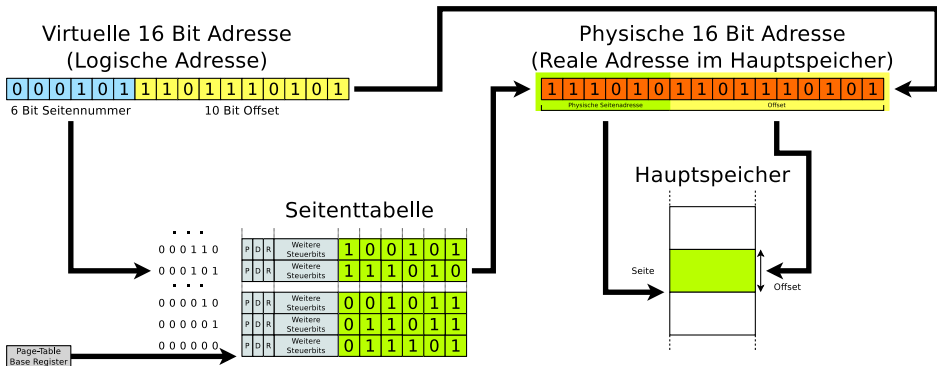 Virtuelle 16 Bit Adresse
(Logische Adresse)
0 0 0 1 0 1 1 1 0 1 1 1 0 1 0 1
6 Bit Seitennummer
10 Bit Offset
Physische 16 Bit Adresse
(Reale Adresse im Hauptspeicher)
1 1 1 0 1 0 1 1 0 1 1 1 0 1 0 1
Physische Seitenadresse
Offset
Hauptspeicher
Seite
Offset
Seitenttabelle
. . .
0 0 0 1 1 0
P D R Weitere Steuerbits 1 0 0 1 0 1
0 0 0 1 0 1
P D R Weitere Steuerbits 1 1 1 0 1 0
. . .
0 0 0 0 1 0
P D R Weitere Steuerbits 0 0 1 0 1 1
0 0 0 0 0 1
P D R Weitere Steuerbits 0 1 1 0 1 1
0 0 0 0 0 0
P D R Weitere Steuerbits 0 1 1 1 0 1
Page-Table
Base Register